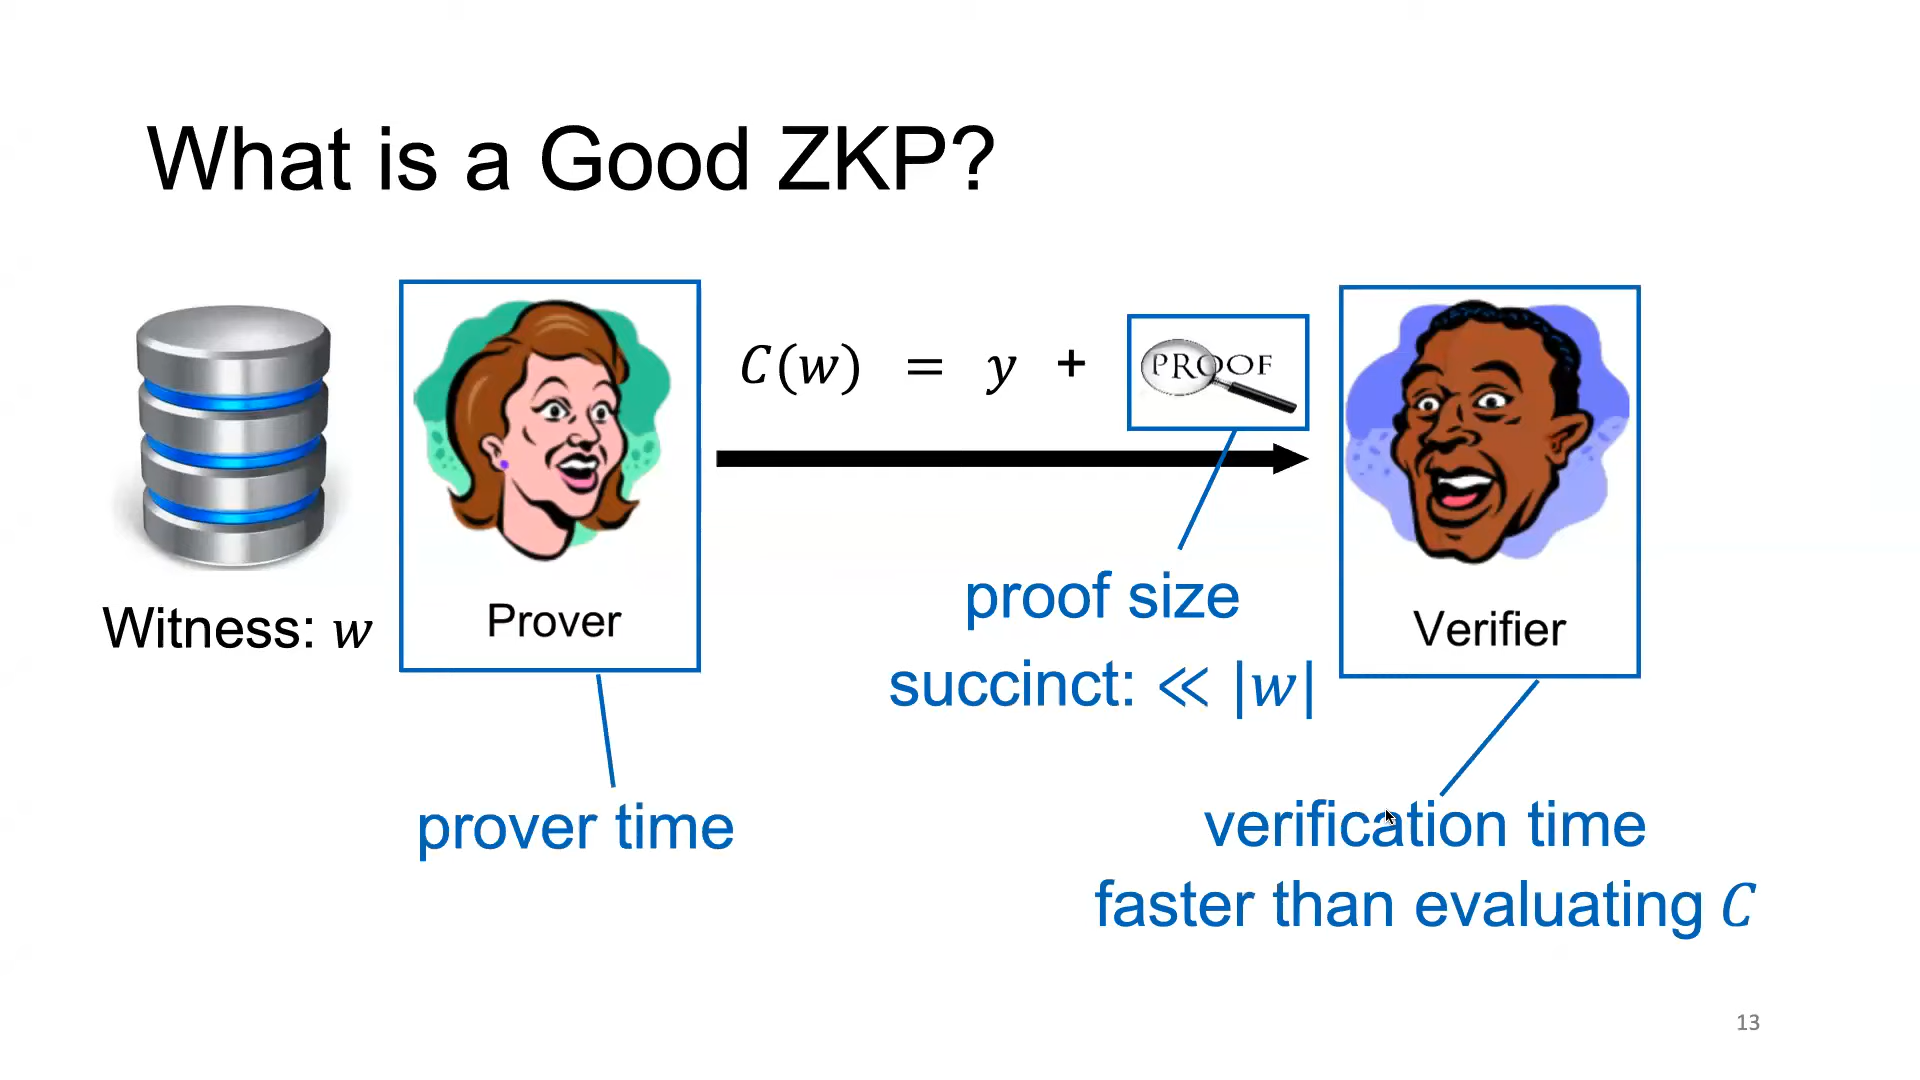 What is a Good ZKP?
C(w) = y + PROOF
Witness: w
Prover
Verifier
proof size
succinct: ≪ |w|
prover time
verification time
faster than evaluating C
13